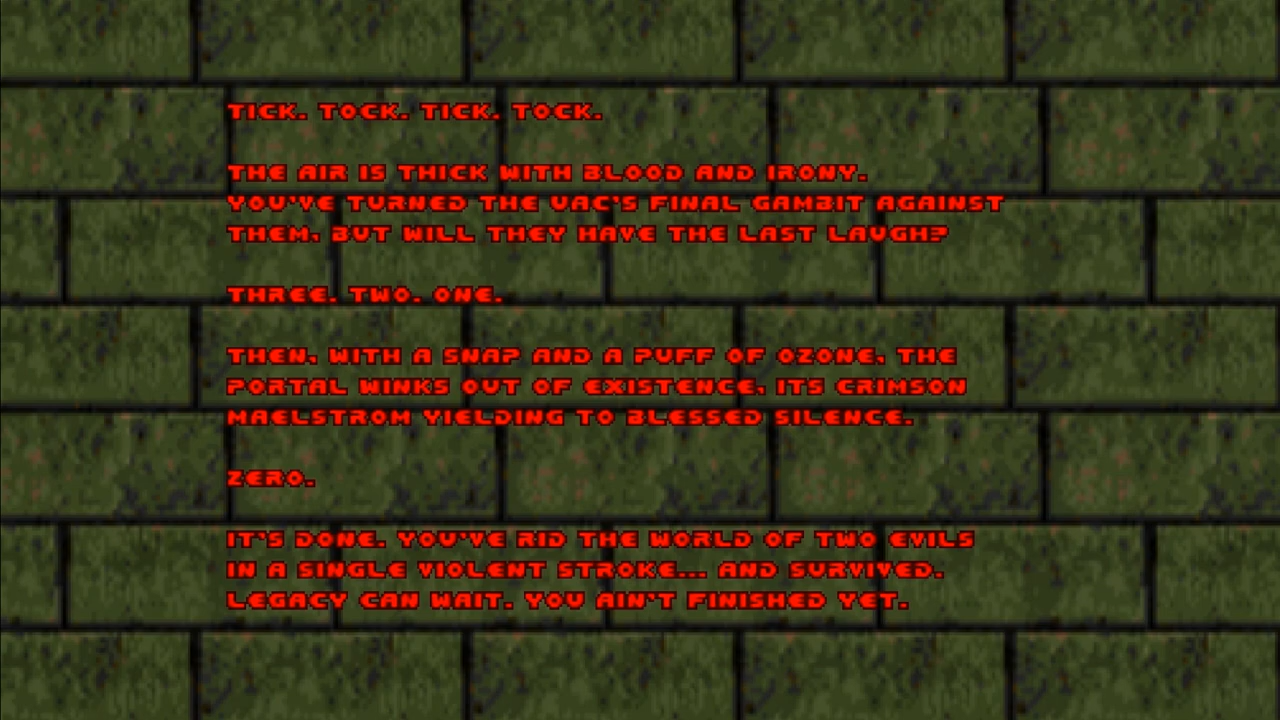 TICK. TOCK. TICK. TOCK.
THE AIR IS THICK WITH BLOOD AND IRONY.
YOU'VE TURNED THE UAC'S FINAL GAMBIT AGAINST
THEM, BUT WILL THEY HAVE THE LAST LAUGH?
THREE. TWO. ONE.
THEN, WITH A SNAP AND A PUFF OF OZONE, THE
PORTAL WINKS OUT OF EXISTENCE, ITS CRIMSON
MAELSTROM YIELDING TO BLESSED SILENCE.
ZERO.
IT'S DONE. YOU'VE RID THE WORLD OF TWO EVILS
IN A SINGLE VIOLENT STROKE... AND SURVIVED.
LEGACY CAN WAIT. YOU AIN'T FINISHED YET.